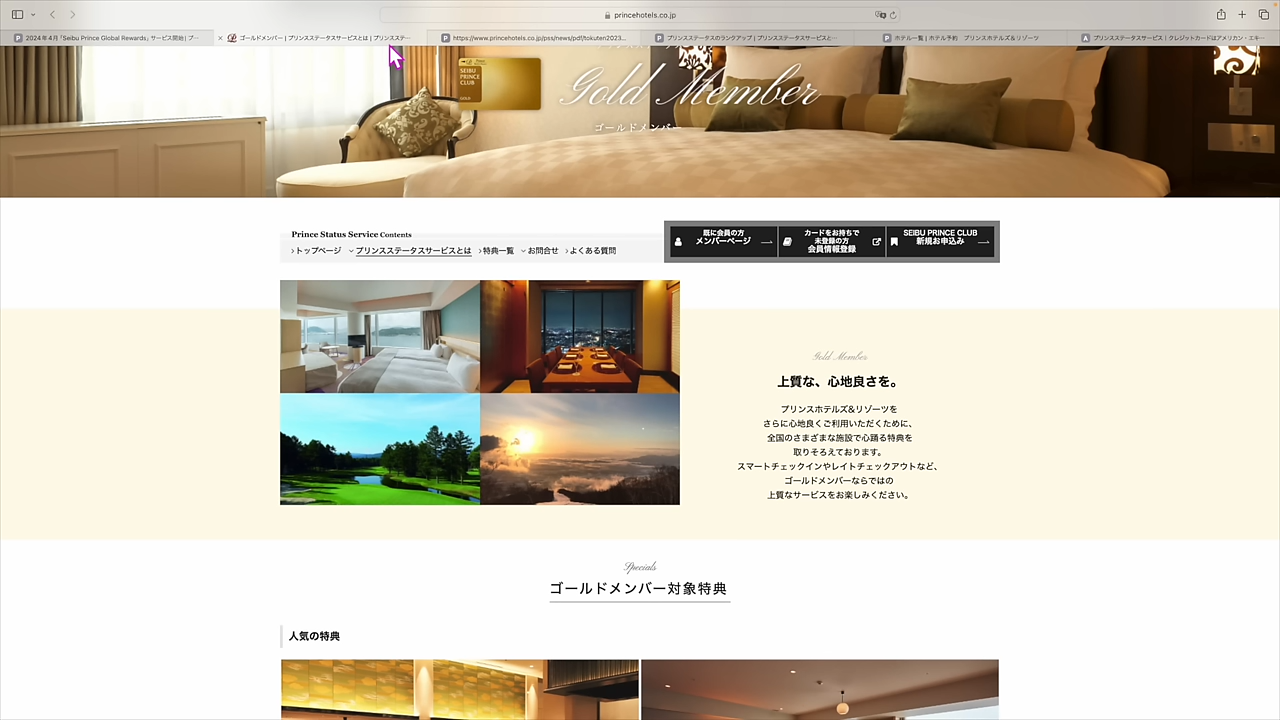 princehotels.co.jp
2024年4月「Seibu Prince Global Rewards」サービス開始 | プ…
ゴールドメンバー | プリンスステータスサービスとは | プリンスステ…
https://www.princehotels.co.jp/pss/news/pdf/tokuten2023…
プリンスステータスのランクアップ | プリンスステータスサービスと…
ホテル一覧 | ホテル予約 プリンスホテルズ&リゾーツ
プリンスステータスサービス | クレジットカードはアメリカン・エキ…
SEIBU
PRINCE
CLUB
GOLD
Gold Member
ゴールドメンバー
Prince Status Service Contents
トップページ
プリンスステータスサービスとは
特典一覧
お問合せ
よくある質問
既に会員の方
メンバーページ
カードをお持ちで
未登録の方
会員情報登録
SEIBU PRINCE CLUB
新規お申込み
Gold Member
上質な、心地良さを。
プリンスホテルズ&リゾーツを
さらに心地良くご利用いただくために、
全国のさまざまな施設で心踊る特典を
取りそろえております。
スマートチェックインやレイトチェックアウトなど、
ゴールドメンバーならではの
上質なサービスをお楽しみください。
Specials
ゴールドメンバー対象特典
人気の特典